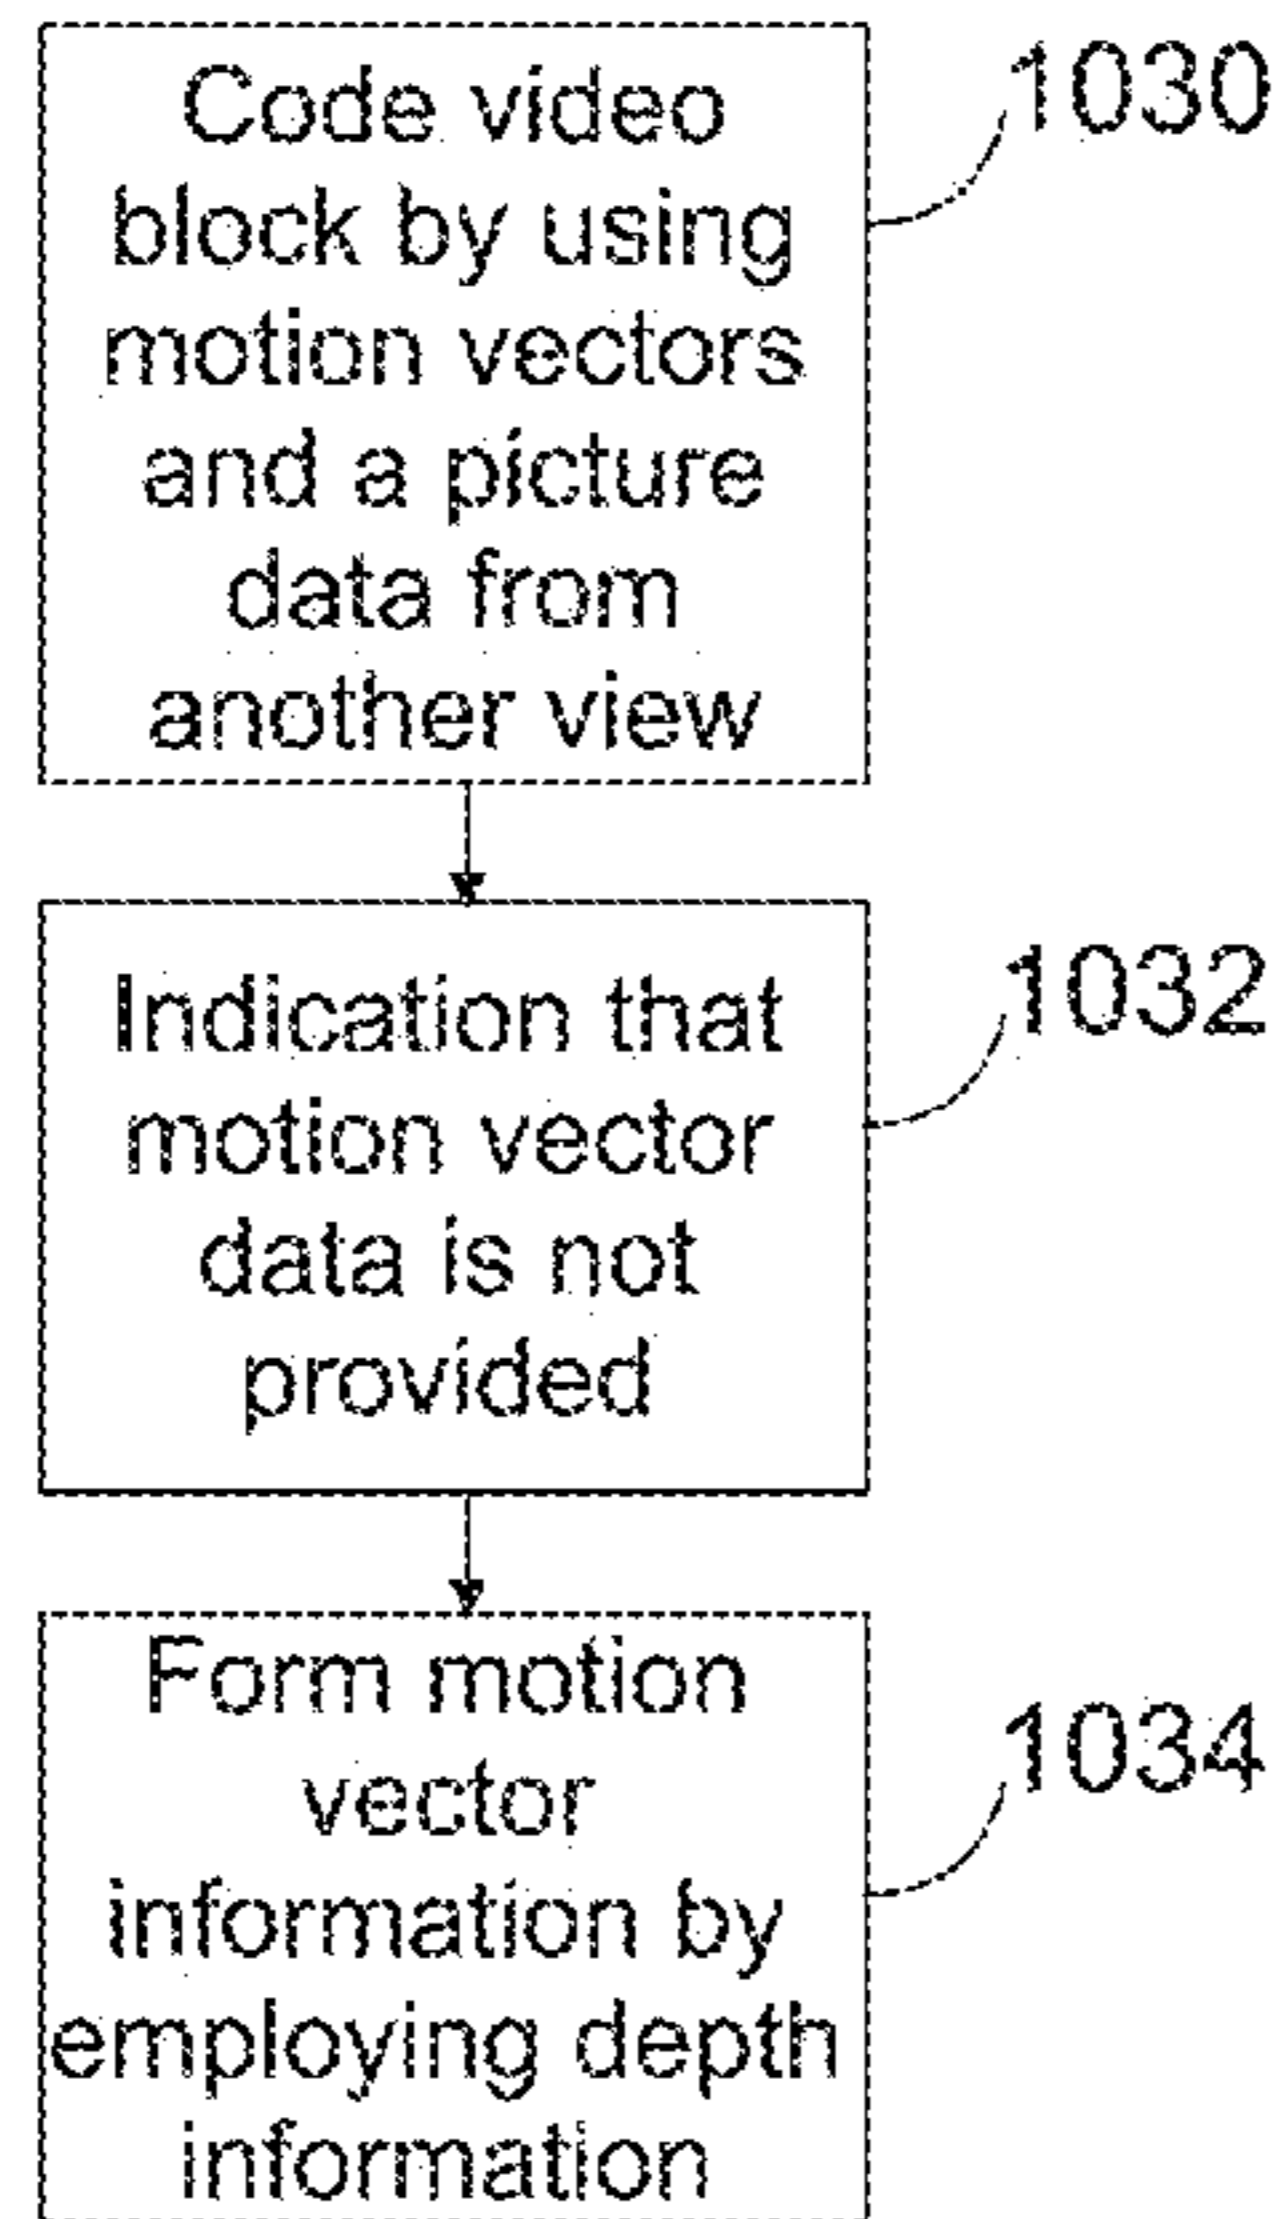 Code video
block by using
motion vectors
and a picture
data from
another view
1030
Indication that
motion vector
data is not
provided
1032
Form motion
vector
information by
employing depth
information
1034